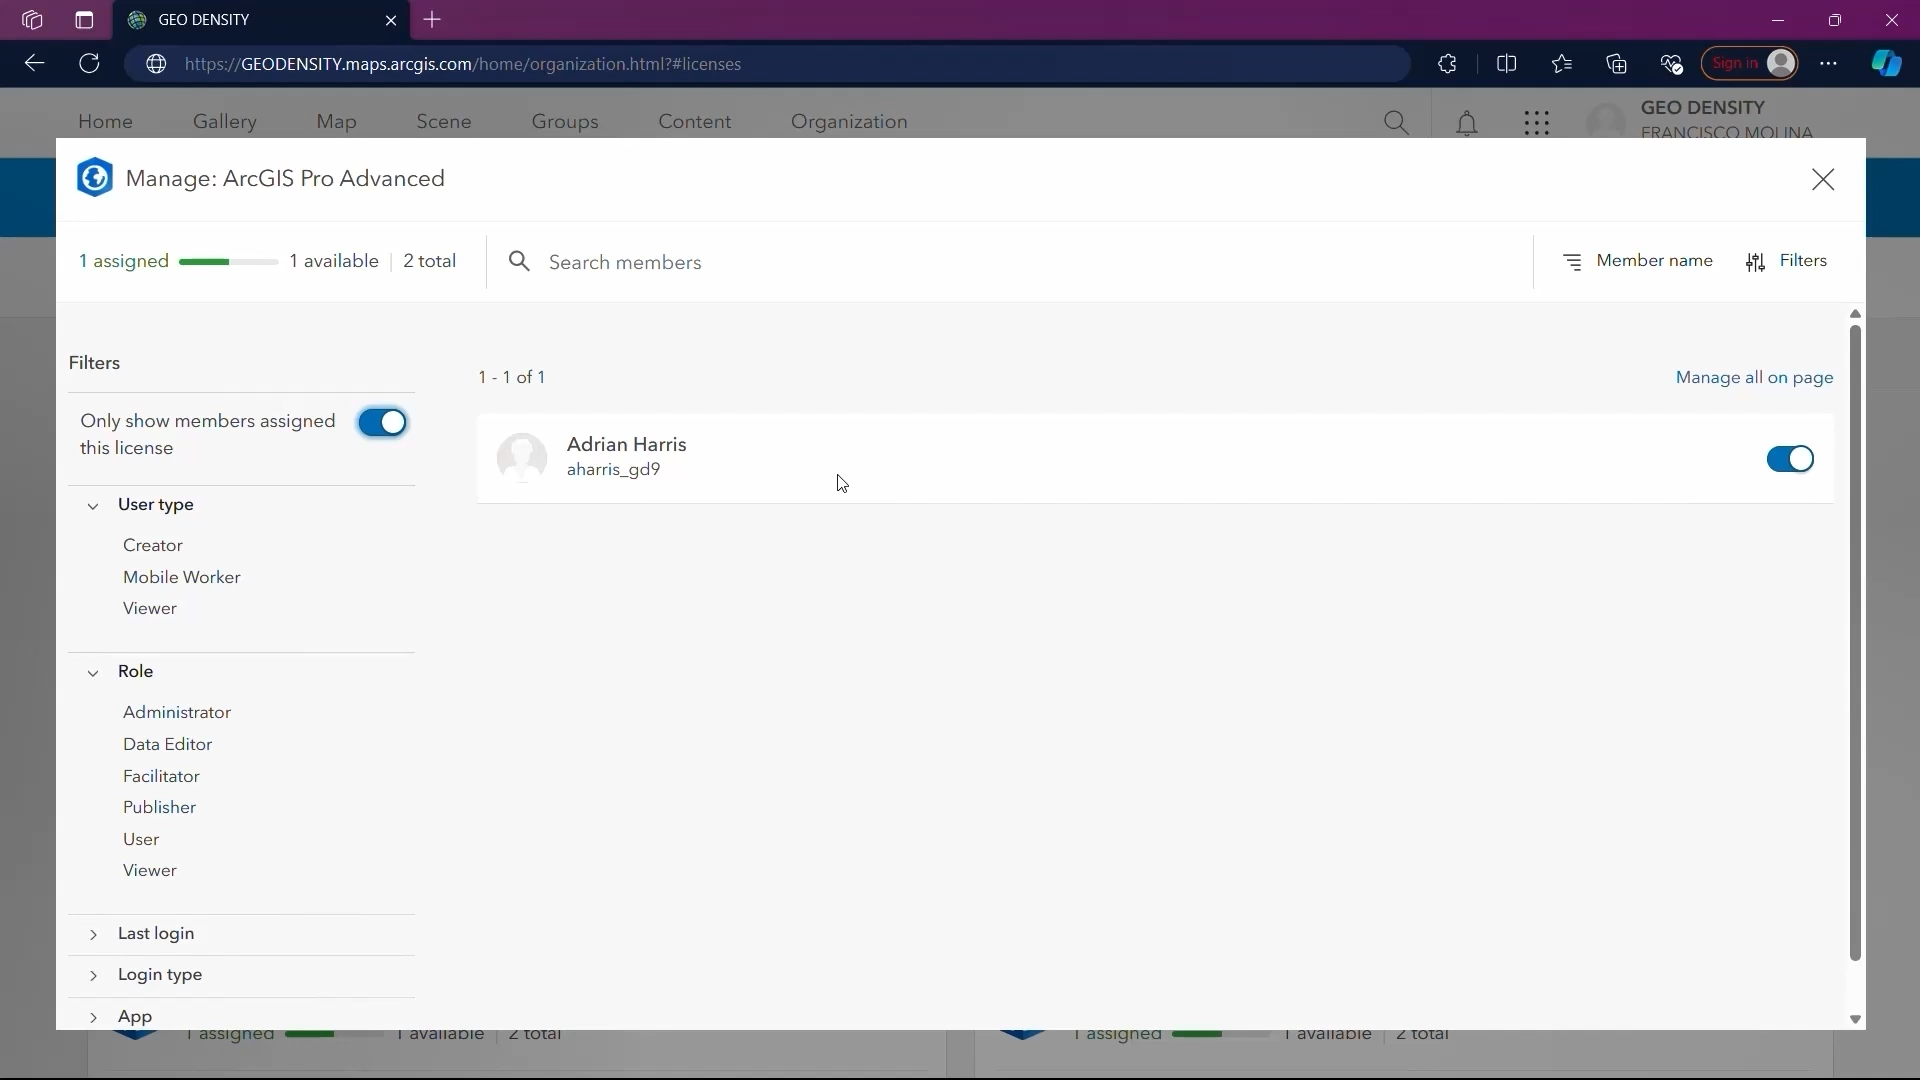 GEO DENSITY
https://GEODENSITY.maps.arcgis.com/home/organization.html?#licenses
Sign in
Home Gallery Map Scene Groups Content Organization
GEO DENSITY
FRANCISCO MOLINA
Manage: ArcGIS Pro Advanced
1 assigned 1 available 2 total Search members Member name Filters
Filters
1 - 1 of 1 Manage all on page
Only show members assigned
this license
Adrian Harris
aharris_gd9
User type
Creator
Mobile Worker
Viewer
Role
Administrator
Data Editor
Facilitator
Publisher
User
Viewer
Last login
Login type
App
1 assigned 1 available 2 total 1 assigned 1 available 2 total